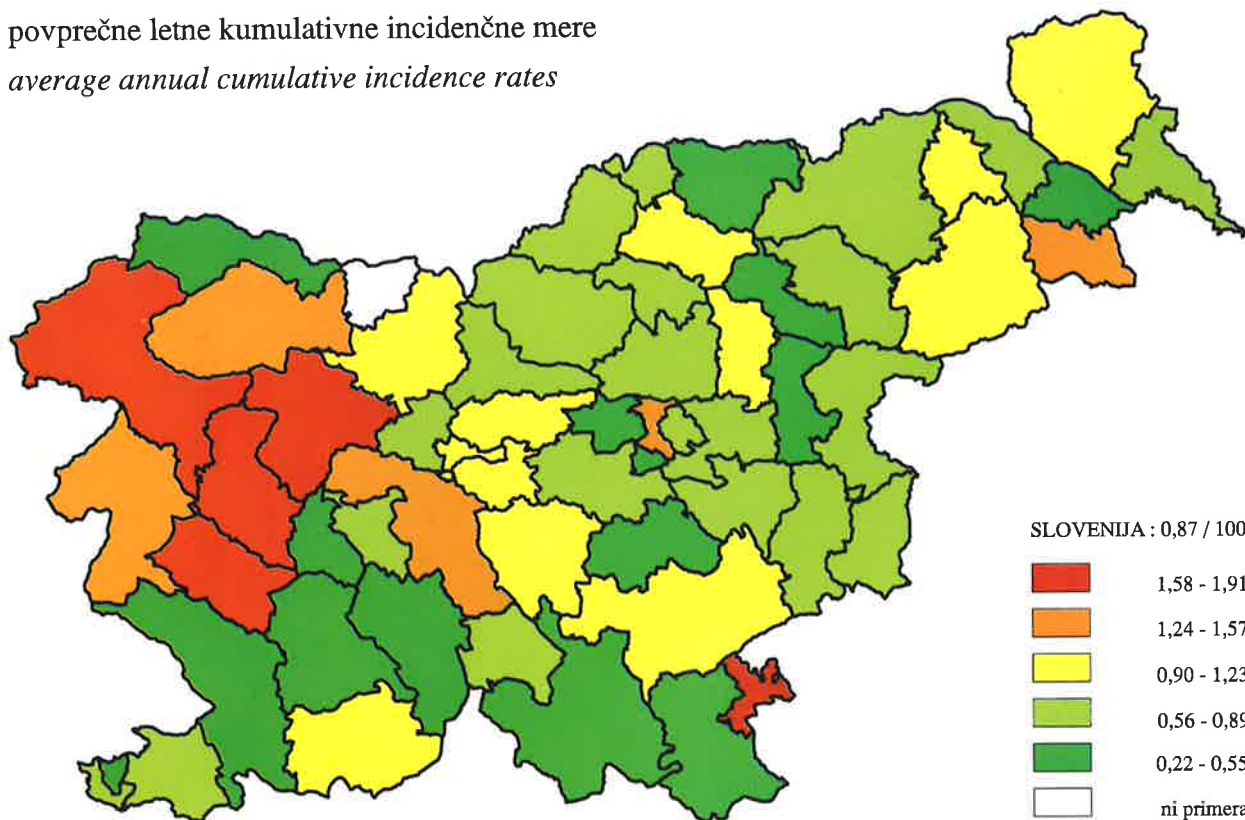 povprečne letne kumulativne incidenčne mere
average annual cumulative incidence rates
SLOVENIJA : 0,87 / 100
1,58 - 1,91
1,24 - 1,57
0,90 - 1,23
0,56 - 0,89
0,22 - 0,55
ni primera